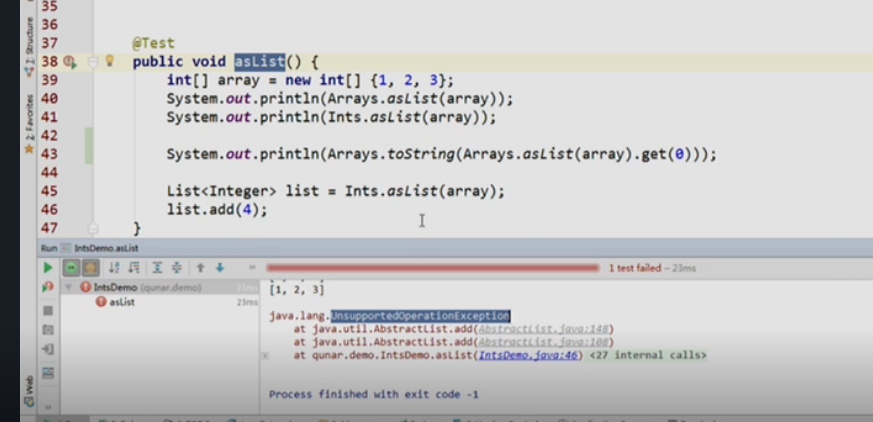 35
36
37 @Test
38 public void asList() {
39 int[] array = new int[] {1, 2, 3};
40 System.out.println(Arrays.asList(array));
41 System.out.println(Ints.asList(array));
42
43 System.out.println(Arrays.toString(Arrays.asList(array).get(0)));
44
45 List<Integer> list = Ints.asList(array);
46 list.add(4);
47 }
Z: Structure
2: Favorites
Web
Run IntsDemo.asList
1 test failed – 23ms
IntsDemo (qunar.demo) 23ms
asList 23ms
[1, 2, 3]
java.lang.UnsupportedOperationException
at java.util.AbstractList.add(AbstractList.java:148)
at java.util.AbstractList.add(AbstractList.java:108)
at qunar.demo.IntsDemo.asList(IntsDemo.java:46) <27 internal calls>
Process finished with exit code -1